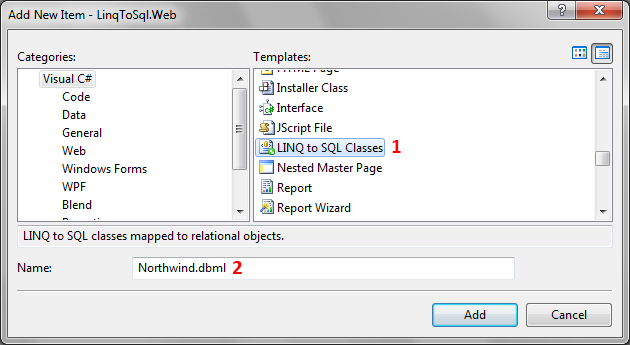 Add New Item - LinqToSql.Web
Categories:
Templates:
Visual C#
Code
Data
General
Web
Windows Forms
WPF
Blend
Installer Class
Interface
JScript File
LINQ to SQL Classes 1
Nested Master Page
Report
Report Wizard
LINQ to SQL classes mapped to relational objects.
Name: Northwind.dbml 2
Add Cancel